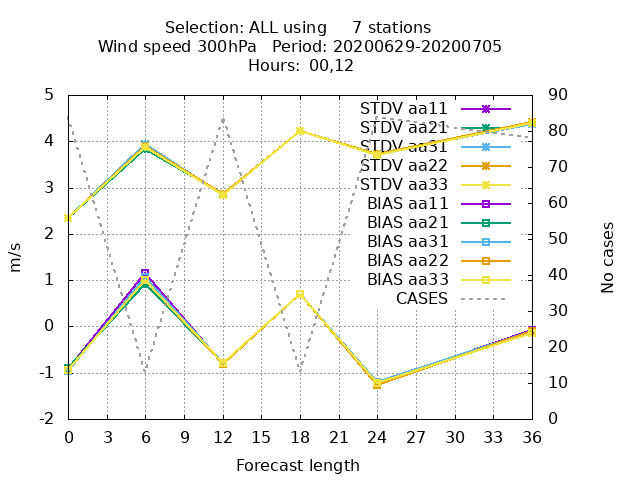 Selection: ALL using     7 stations
Wind speed 300hPa   Period: 20200629-20200705
Hours:  00,12
5
4
3
2
1
0
-1
-2
m/s
90
80
70
60
50
40
30
20
10
0
No cases
STDV aa11
STDV aa21
STDV aa31
STDV aa22
STDV aa33
BIAS aa11
BIAS aa21
BIAS aa31
BIAS aa22
BIAS aa33
CASES
0 3 6 9 12 15 18 21 24 27 30 33 36
Forecast length